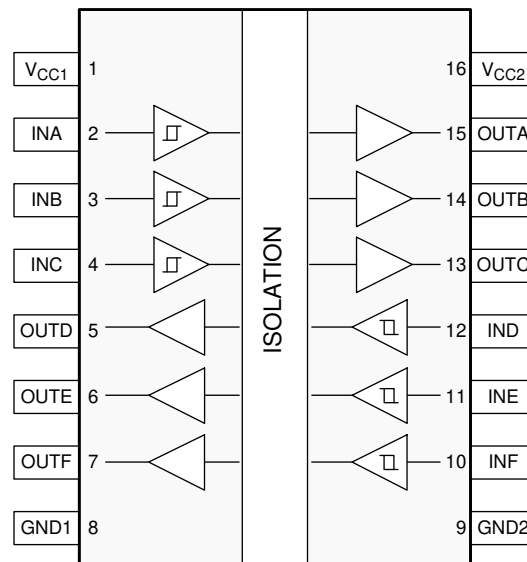 VCC1 1 16 VCC2
INA 2 15 OUTA
INB 3 14 OUTB
INC 4 13 OUTC
ISOLATION
OUTD 5 12 IND
OUTE 6 11 INE
OUTF 7 10 INF
GND1 8 9 GND2